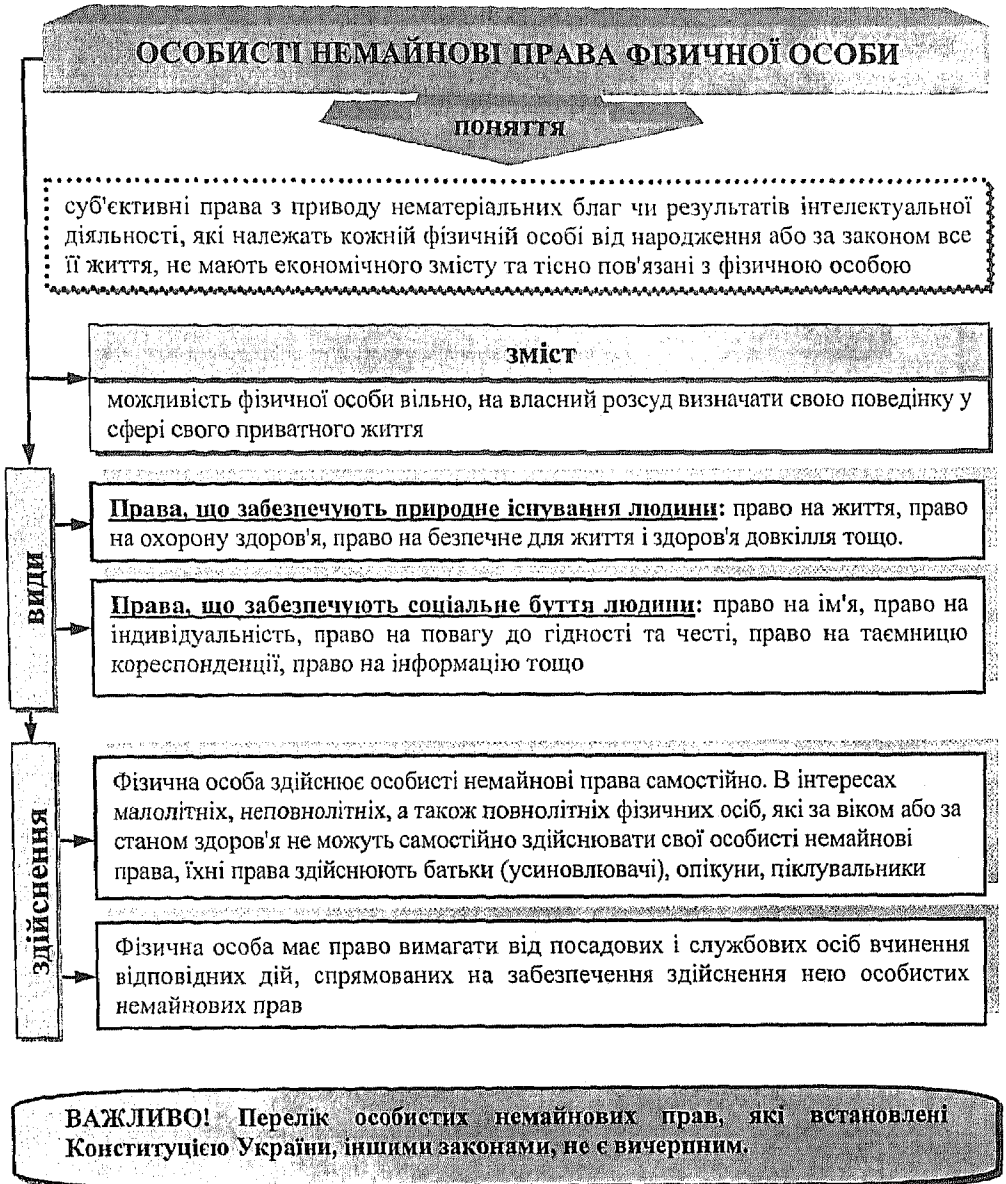 ОСОБИСТІ НЕМАЙНОВІ ПРАВА ФІЗИЧНОЇ ОСОБИ
ПОНЯТТЯ
суб'єктивні права з приводу нематеріальних благ чи результатів інтелектуальної
діяльності, які належать кожній фізичній особі від народження або за законом все
її життя, не мають економічного змісту та тісно пов'язані з фізичною особою
зміст
можливість фізичної особи вільно, на власний розсуд визначати свою поведінку у
сфері свого приватного життя
види
Права, що забезпечують природне існування людини: право на життя, право
на охорону здоров'я, право на безпечне для життя і здоров'я довкілля тощо.
Права, що забезпечують соціальне буття людини: право на ім'я, право на
індивідуальність, право на повагу до гідності та честі, право на таємницю
кореспонденції, право на інформацію тощо
здійснення
Фізична особа здійснює особисті немайнові права самостійно. В інтересах
малолітніх, неповнолітніх, а також повнолітніх фізичних осіб, які за віком або за
станом здоров'я не можуть самостійно здійснювати свої особисті немайнові
права, їхні права здійснюють батьки (усиновлювачі), опікуни, піклувальники
Фізична особа має право вимагати від посадових і службових осіб вчинення
відповідних дій, спрямованих на забезпечення здійснення нею особистих
немайнових прав
ВАЖЛИВО! Перелік особистих немайнових прав, які встановлені
Конституцією України, іншими законами, не є вичерпним.